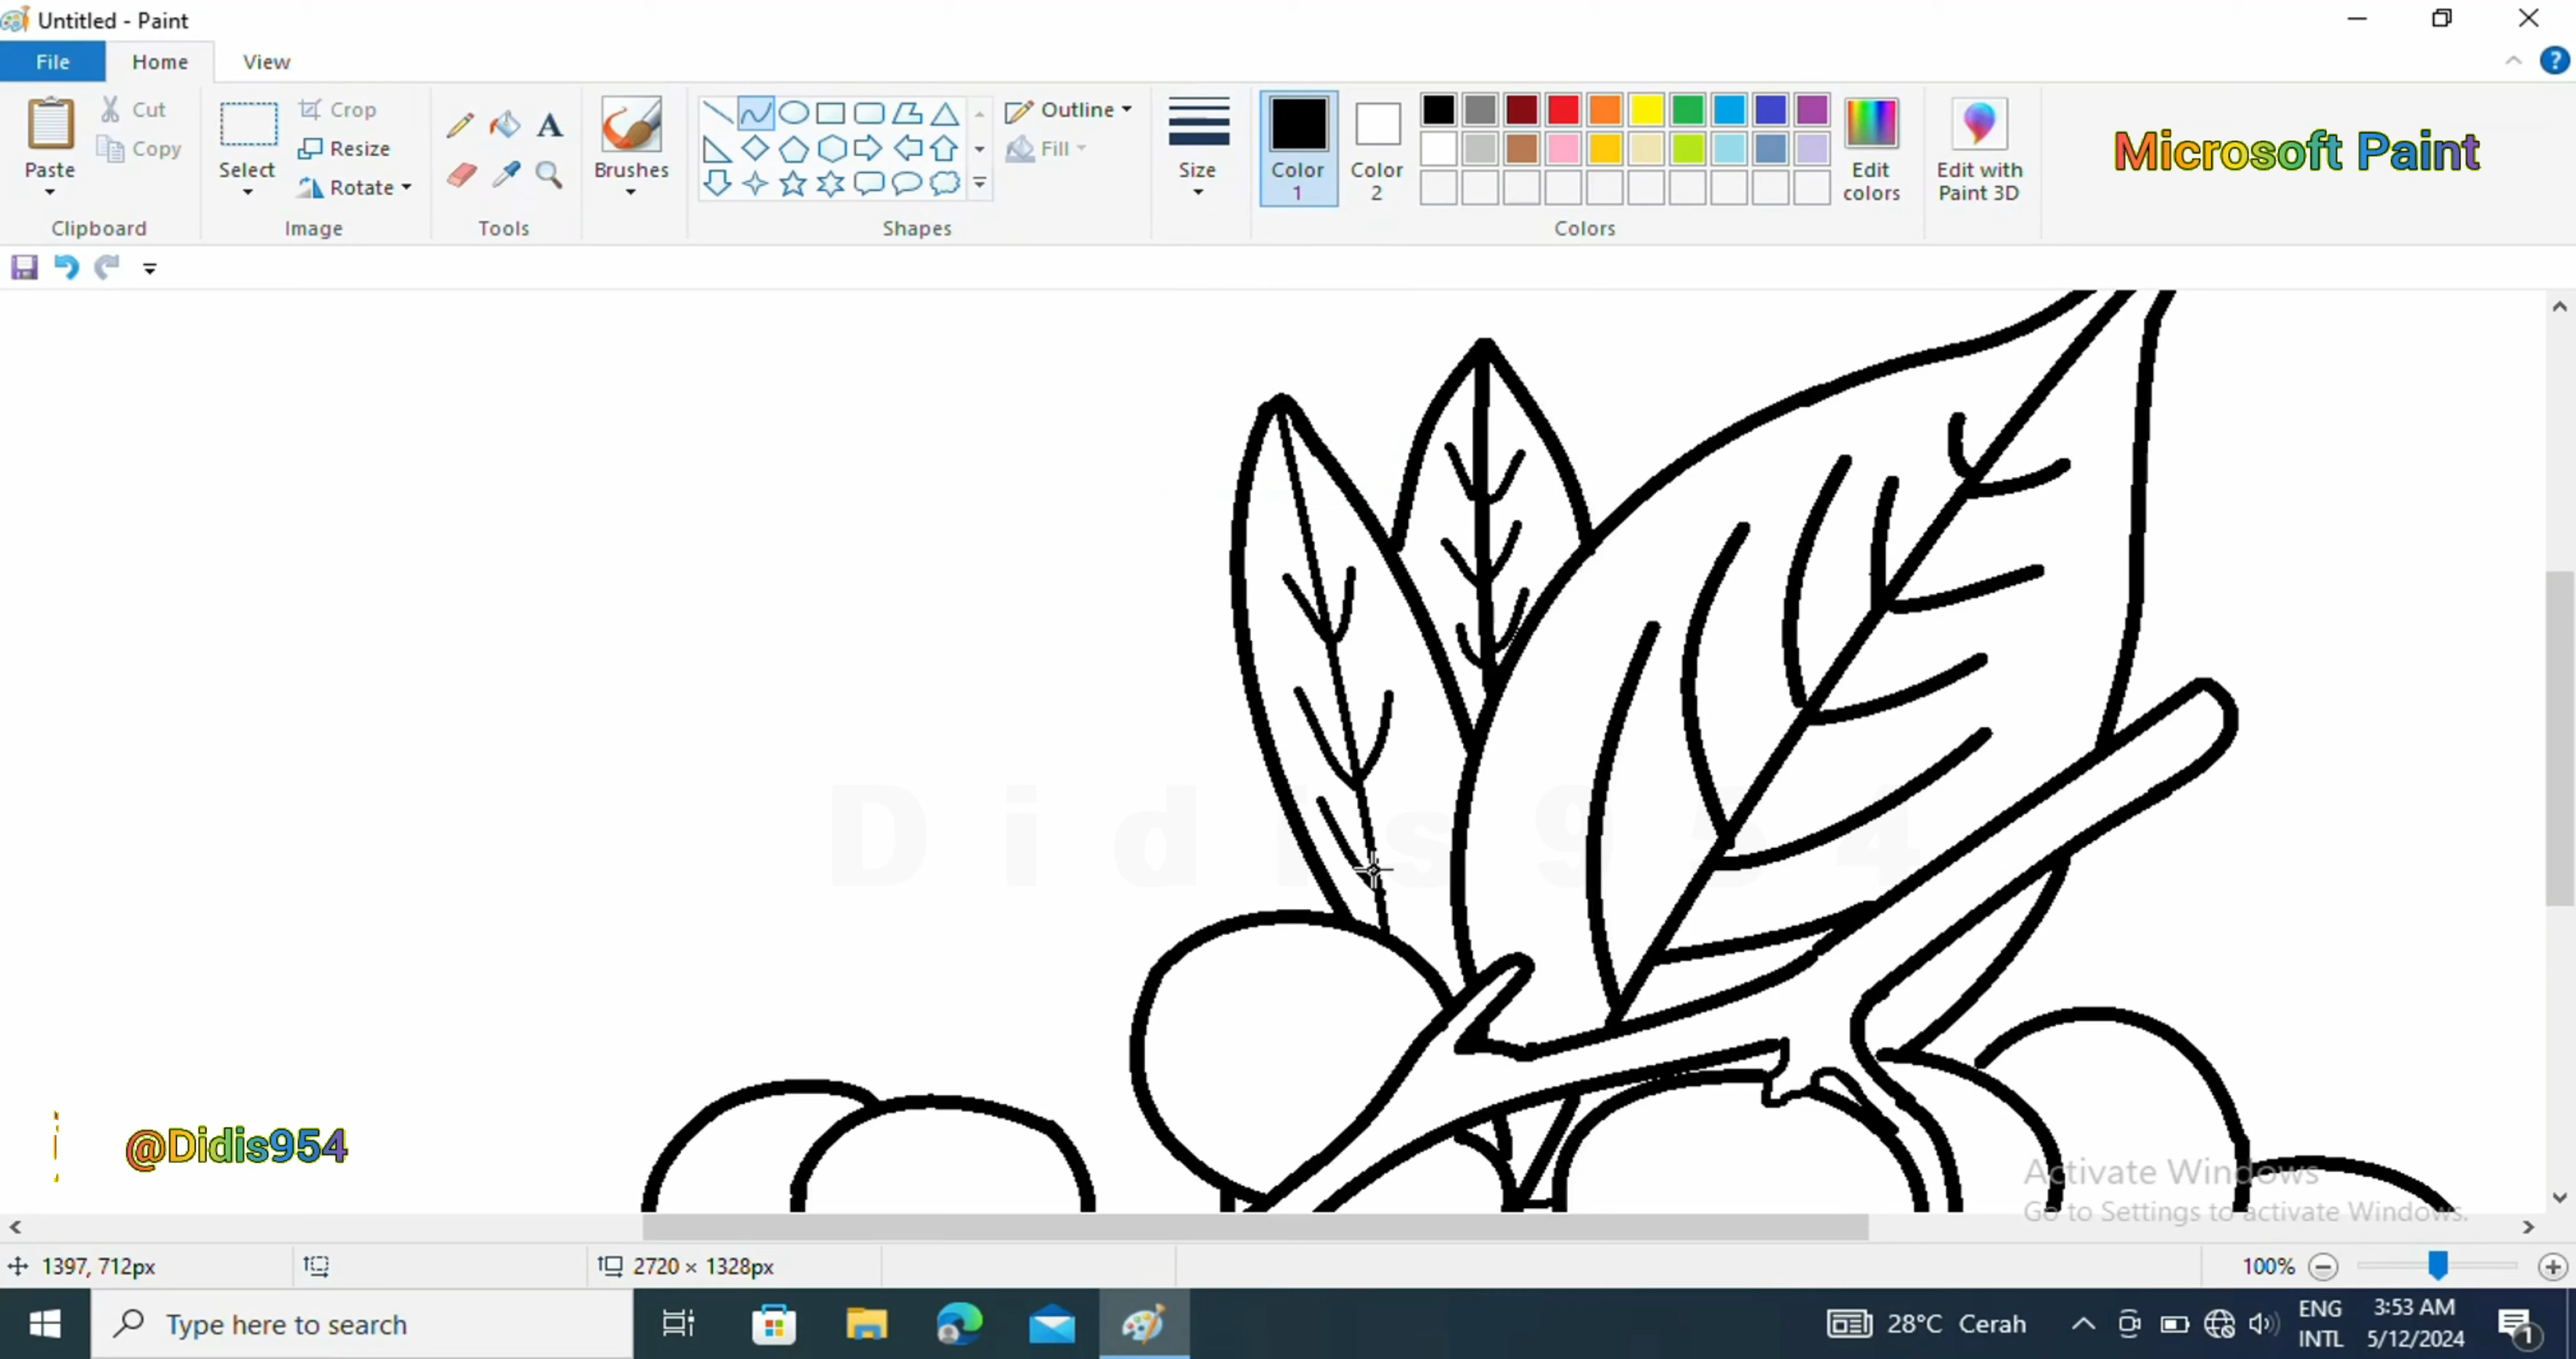 Untitled - Paint
File Home View
Paste Cut Copy Clipboard
Select Crop Resize Rotate Image
A Tools
Brushes
Outline Fill Shapes
Size
Color 1
Color 2
Edit colors
Colors
Edit with Paint 3D
Microsoft Paint
Didis954
@Didis954
Activate Windows
Go to Settings to activate Windows.
1397, 712px 2720 × 1328px 100%
Type here to search 28°C Cerah ENG INTL 3:53 AM 5/12/2024 1